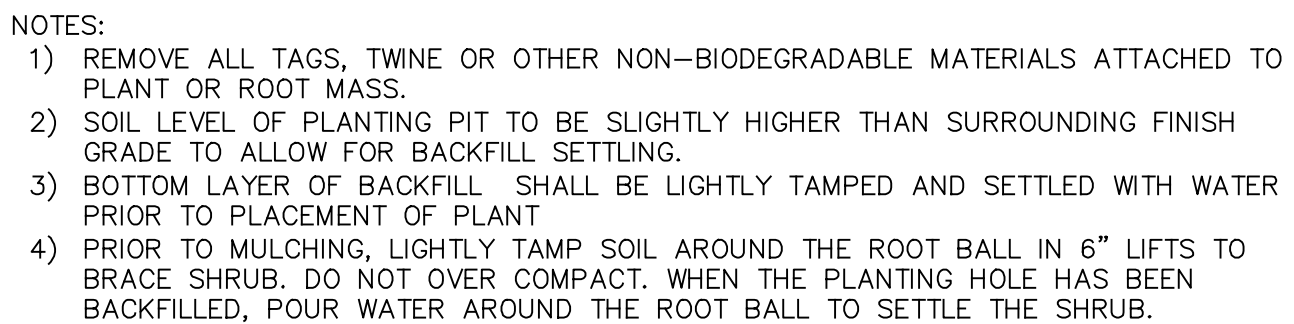 NOTES:
1) REMOVE ALL TAGS, TWINE OR OTHER NON–BIODEGRADABLE MATERIALS ATTACHED TO
PLANT OR ROOT MASS.
2) SOIL LEVEL OF PLANTING PIT TO BE SLIGHTLY HIGHER THAN SURROUNDING FINISH
GRADE TO ALLOW FOR BACKFILL SETTLING.
3) BOTTOM LAYER OF BACKFILL  SHALL BE LIGHTLY TAMPED AND SETTLED WITH WATER
PRIOR TO PLACEMENT OF PLANT
4) PRIOR TO MULCHING, LIGHTLY TAMP SOIL AROUND THE ROOT BALL IN 6” LIFTS TO
BRACE SHRUB. DO NOT OVER COMPACT. WHEN THE PLANTING HOLE HAS BEEN
BACKFILLED, POUR WATER AROUND THE ROOT BALL TO SETTLE THE SHRUB.